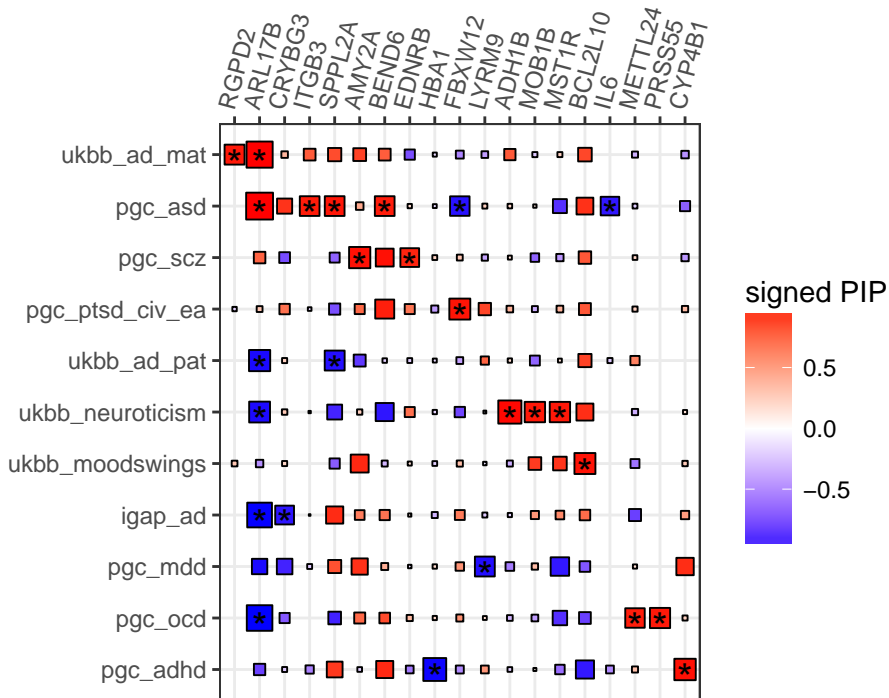 RGPD2
ARL17B
CRYBG3
ITGB3
SPPL2A
AMY2A
BEND6
EDNRB
HBA1
FBXW12
LYRM9
ADH1B
MOB1B
MST1R
BCL2L10
IL6
METTL24
PRSS55
CYP4B1
ukbb_ad_mat
pgc_asd
pgc_scz
pgc_ptsd_civ_ea
ukbb_ad_pat
ukbb_neuroticism
ukbb_moodswings
igap_ad
pgc_mdd
pgc_ocd
pgc_adhd
signed PIP
0.5
0.0
−0.5